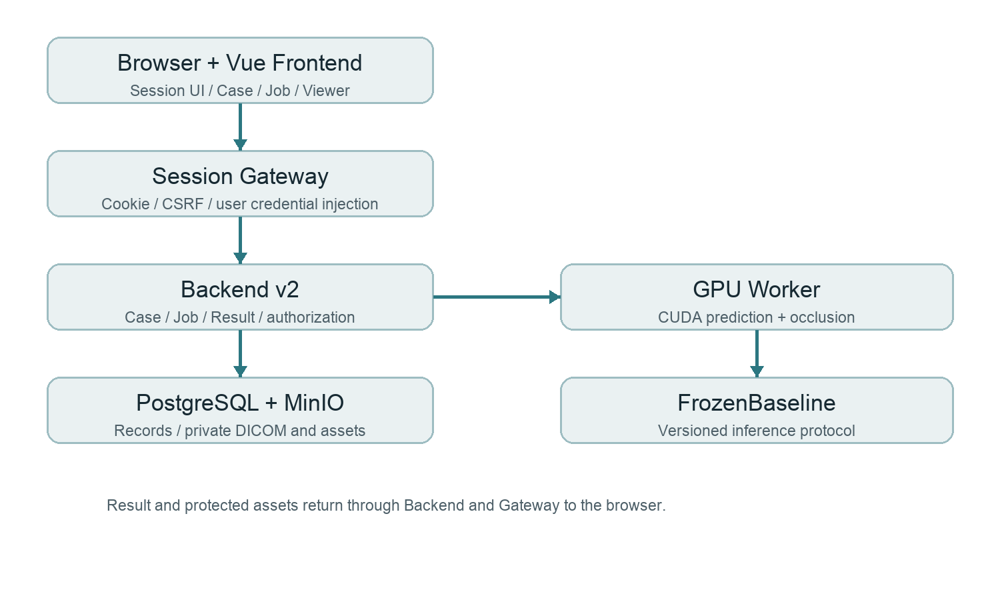 Browser + Vue Frontend
Session UI / Case / Job / Viewer
Session Gateway
Cookie / CSRF / user credential injection
Backend v2
Case / Job / Result / authorization
GPU Worker
CUDA prediction + occlusion
PostgreSQL + MinIO
Records / private DICOM and assets
FrozenBaseline
Versioned inference protocol
Result and protected assets return through Backend and Gateway to the browser.